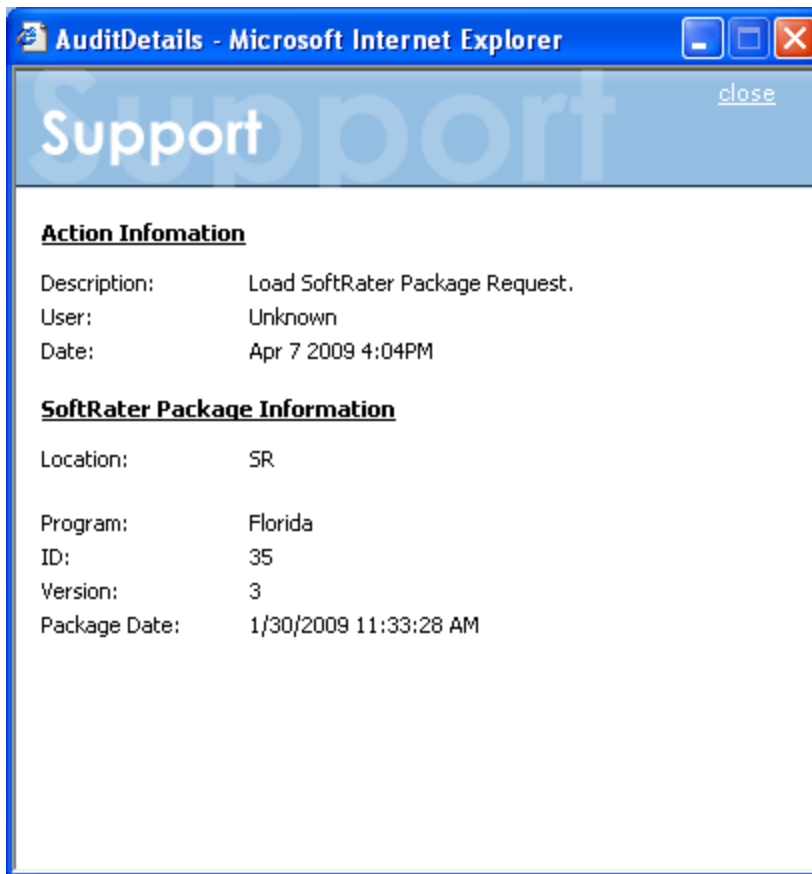 AuditDetails - Microsoft Internet Explorer
Support
close
Support
Action Infomation
Description: Load SoftRater Package Request.
User: Unknown
Date: Apr 7 2009 4:04PM
SoftRater Package Information
Location: SR
Program: Florida
ID: 35
Version: 3
Package Date: 1/30/2009 11:33:28 AM